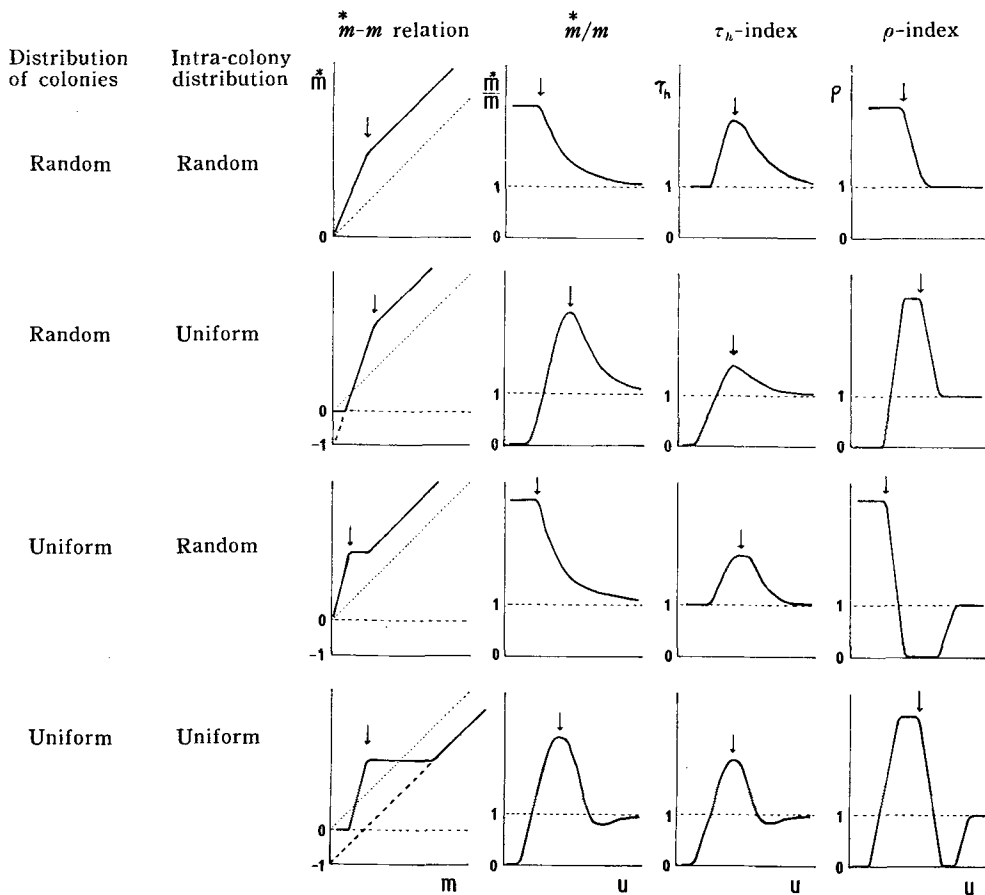 *m-m relation
*m/m
τh-index
ρ-index
Distribution of colonies
Intra-colony distribution
*m
*m/m
τh
ρ
Random
Random
1
1
1
0
0
0
0
Random
Uniform
0
-1
1
0
1
0
1
0
Uniform
Random
0
-1
1
0
1
0
1
0
Uniform
Uniform
0
-1
1
0
1
0
1
0
m
u
u
u